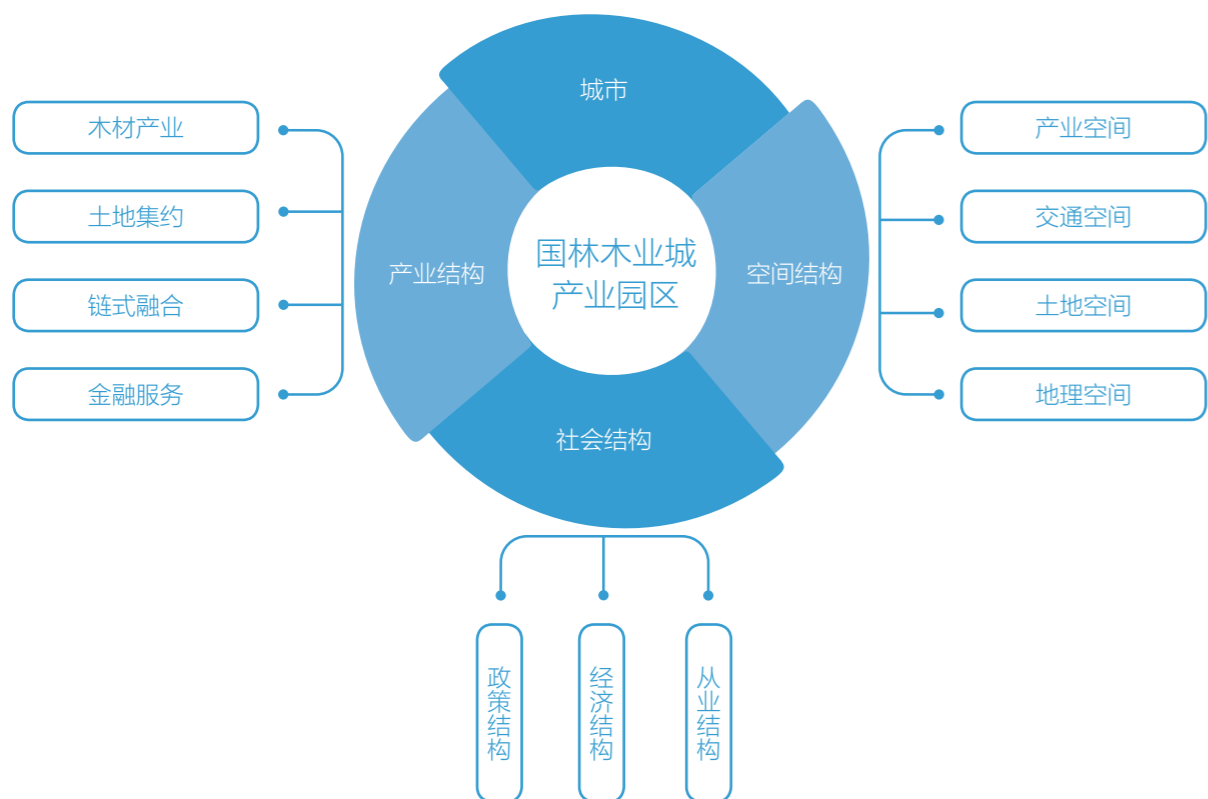 城市
木材产业
土地集约
链式融合
金融服务
产业结构
国林木业城
产业园区
空间结构
产业空间
交通空间
土地空间
地理空间
社会结构
政策结构
经济结构
从业结构